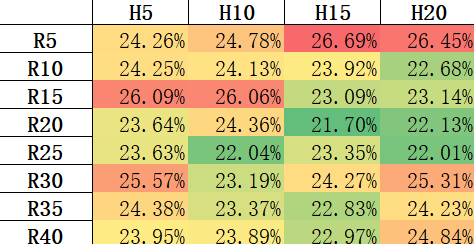 H5 H10 H15 H20
R5 24.26% 24.78% 26.69% 26.45%
R10 24.25% 24.13% 23.92% 22.68%
R15 26.09% 26.06% 23.09% 23.14%
R20 23.64% 24.36% 21.70% 22.13%
R25 23.63% 22.04% 23.35% 22.01%
R30 25.57% 23.19% 24.27% 25.31%
R35 24.38% 23.37% 22.83% 24.23%
R40 23.95% 23.89% 22.97% 24.84%